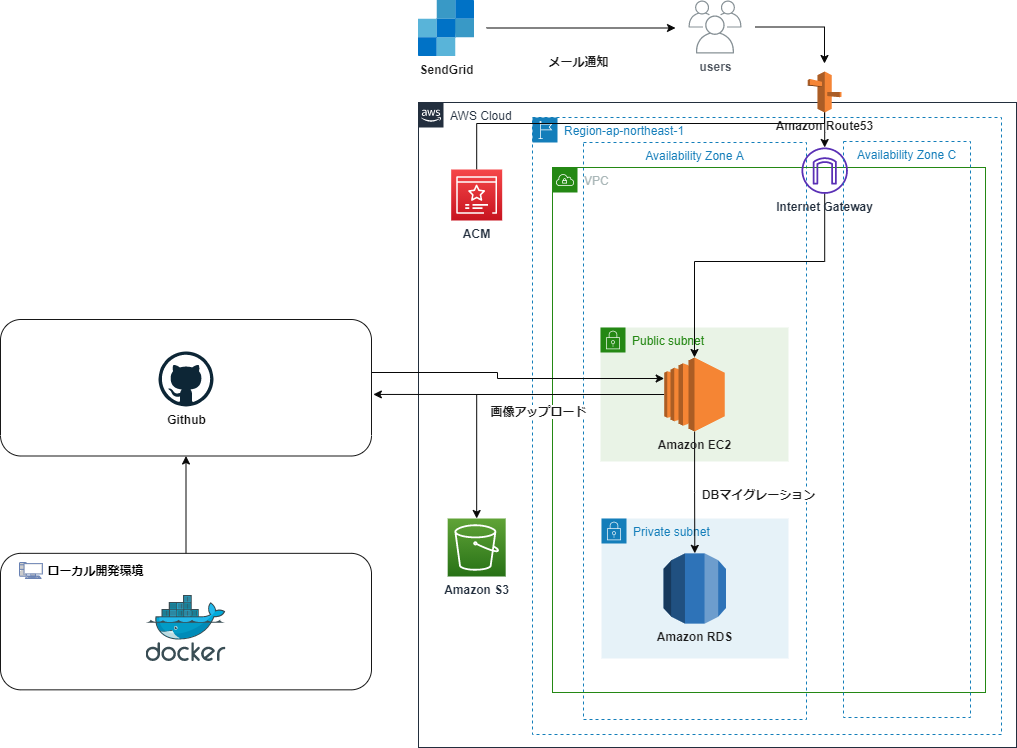 SendGrid
メール通知
users
aws
AWS Cloud
Amazon Route53
Region-ap-northeast-1
Availability Zone A
Availability Zone C
VPC
ACM
Internet Gateway
Public subnet
Github
画像アップロード
Amazon EC2
DBマイグレーション
Private subnet
ローカル開発環境
docker
Amazon S3
Amazon RDS